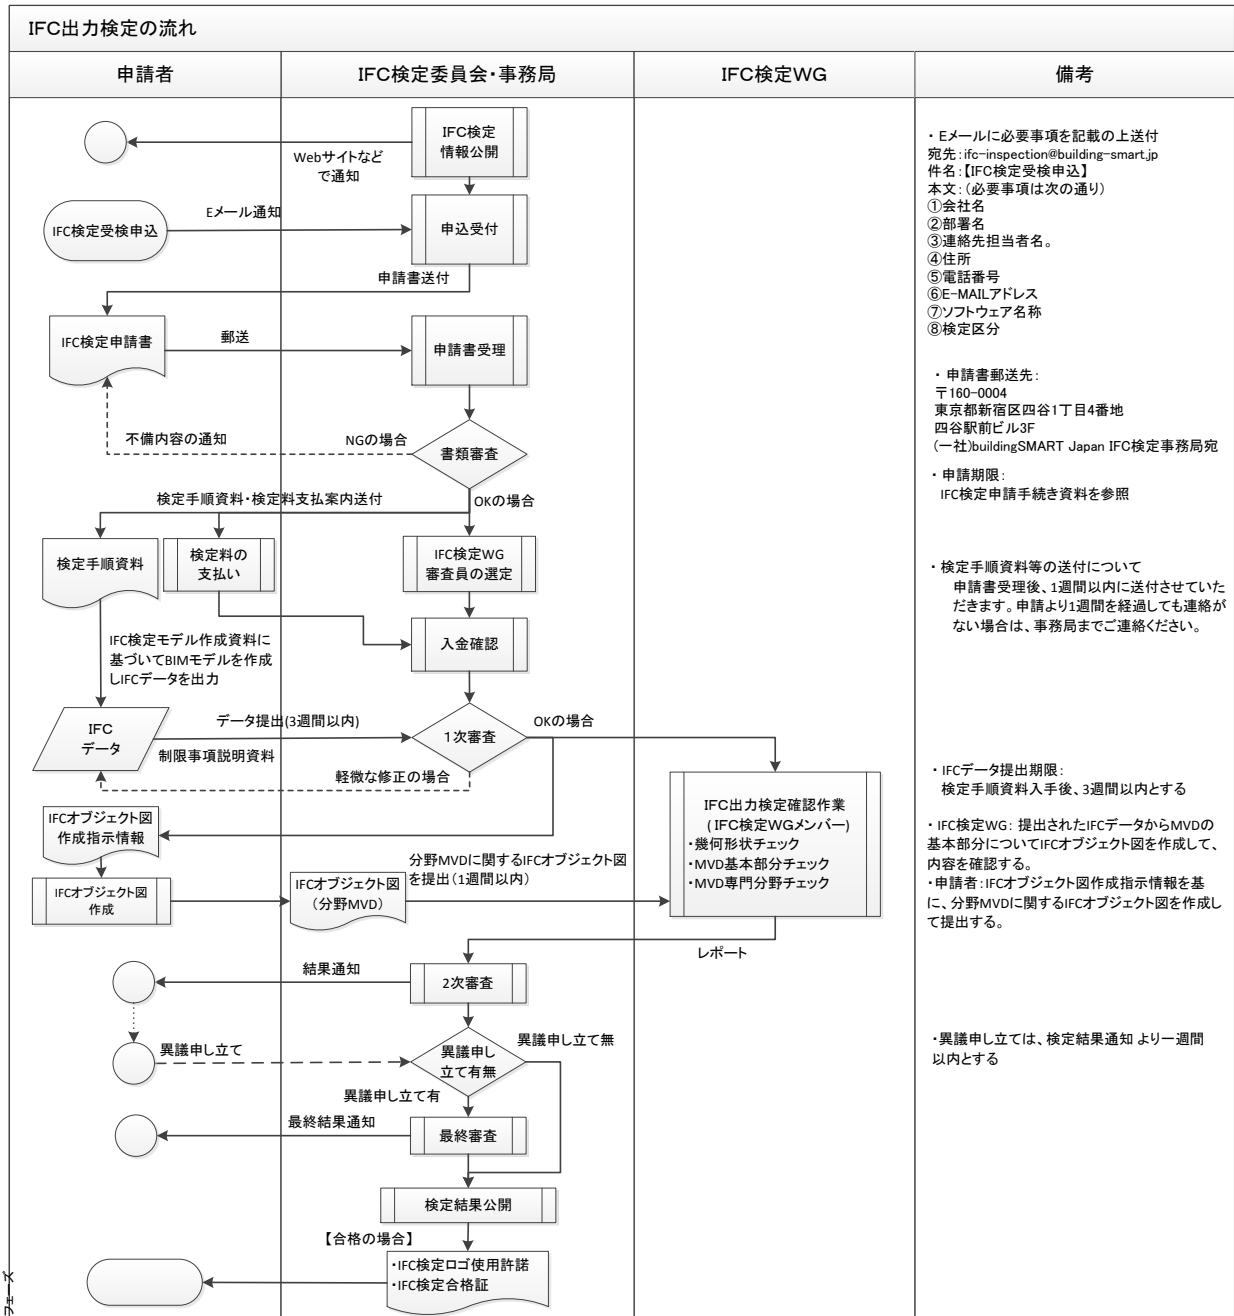 IFC出力検定の流れ
申請者
IFC検定委員会・事務局
IFC検定WG
備考
IFC検定
情報公開
Webサイトなど
で通知
IFC検定受検申込
Eメール通知
申込受付
申請書送付
IFC検定申請書
郵送
申請書受理
不備内容の通知
NGの場合
書類審査
検定手順資料・検定料支払案内送付
OKの場合
検定手順資料
検定料の
支払い
IFC検定WG
審査員の選定
IFC検定モデル作成資料に
基づいてBIMモデルを作成
しIFCデータを出力
入金確認
IFC
データ
データ提出(3週間以内)
制限事項説明資料
1次審査
OKの場合
軽微な修正の場合
IFCオブジェクト図
作成指示情報
IFCオブジェクト図
作成
IFCオブジェクト図
（分野MVD）
分野MVDに関するIFCオブジェクト図
を提出（1週間以内）
IFC出力検定確認作業
(IFC検定WGメンバー)
・幾何形状チェック
・MVD基本部分チェック
・MVD専門分野チェック
レポート
結果通知
2次審査
異議申し立て
異議申し
立て有無
異議申し立て無
異議申し立て有
最終結果通知
最終審査
検定結果公開
【合格の場合】
・IFC検定ロゴ使用許諾
・IFC検定合格証
・Eメールに必要事項を記載の上送付
宛先：ifc-inspection@building-smart.jp
件名：【IFC検定受検申込】
本文：（必要事項は次の通り）
①会社名
②部署名
③連絡先担当者名。
④住所
⑤電話番号
⑥E-MAILアドレス
⑦ソフトウェア名称
⑧検定区分
・申請書郵送先：
〒160-0004
東京都新宿区四谷1丁目4番地
四谷駅前ビル3F
(一社)buildingSMART Japan IFC検定事務局宛
・申請期限：
IFC検定申請手続き資料を参照
・検定手順資料等の送付について
申請書受理後、1週間以内に送付させていた
だきます。申請より1週間を経過しても連絡が
ない場合は、事務局までご連絡ください。
・IFCデータ提出期限：
検定手順資料入手後、3週間以内とする
・IFC検定WG：提出されたIFCデータからMVDの
基本部分についてIFCオブジェクト図を作成して、
内容を確認する。
・申請者：IFCオブジェクト図作成指示情報を基
に、分野MVDに関するIFCオブジェクト図を作成し
て提出する。
・異議申し立ては、検定結果通知 より一週間
以内とする
フェーズ